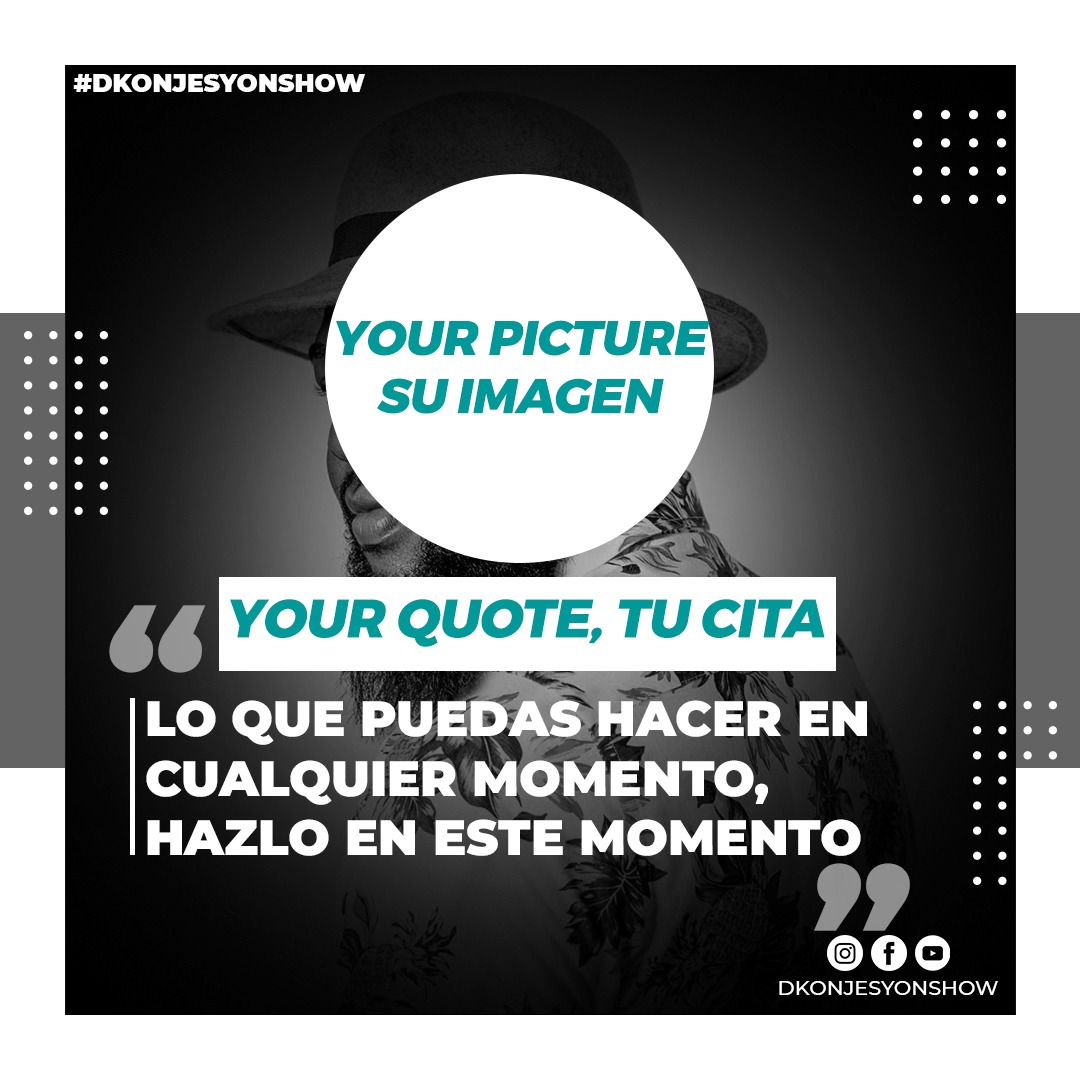 #DKONJESYONSHOW
YOUR PICTURE
SU IMAGEN
YOUR QUOTE, TU CITA
“
LO QUE PUEDAS HACER EN
CUALQUIER MOMENTO,
HAZLO EN ESTE MOMENTO
”
DKONJESYONSHOW